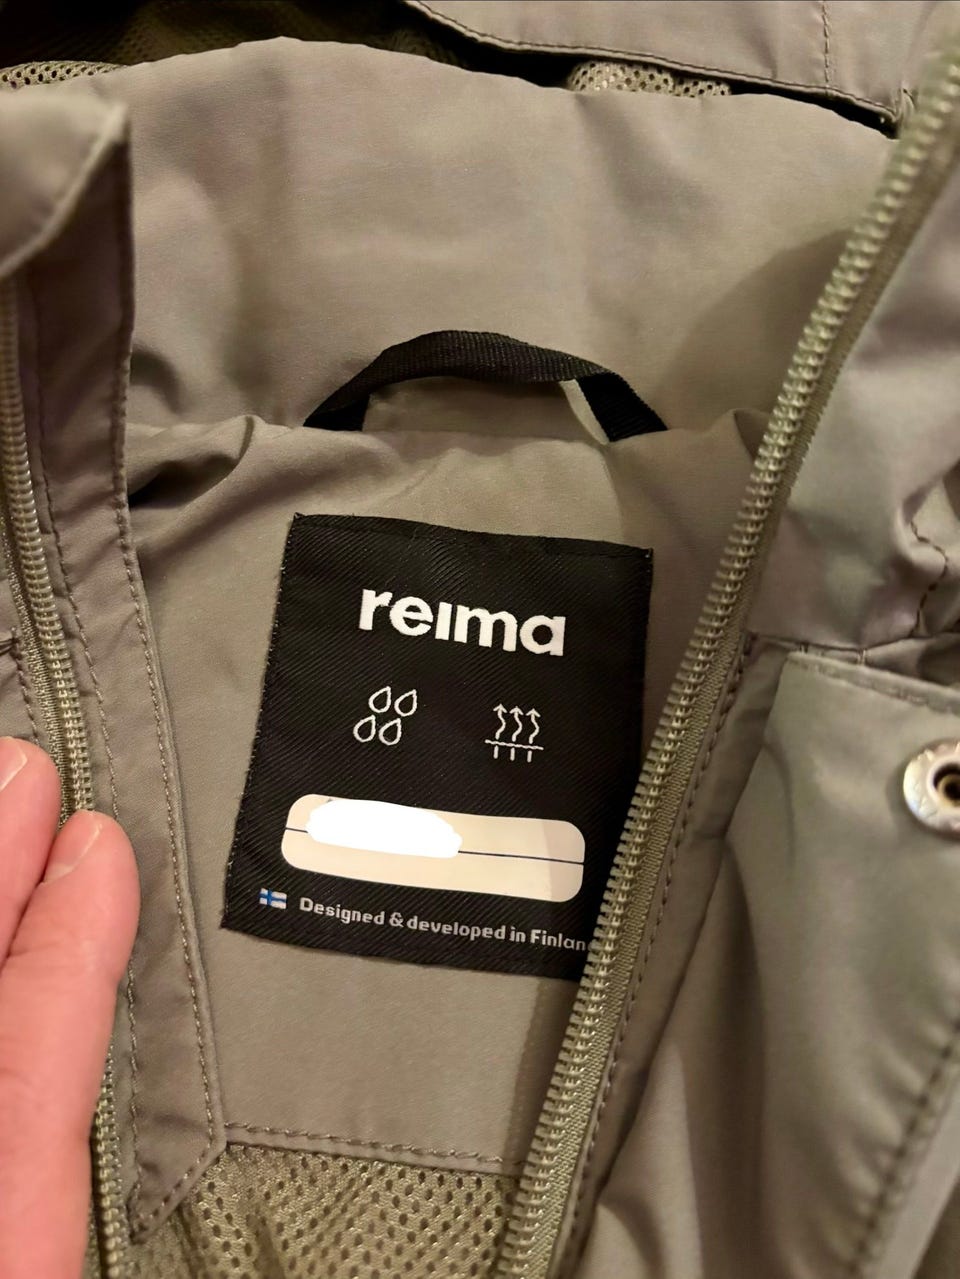 reima
Designed & developed in Finlan